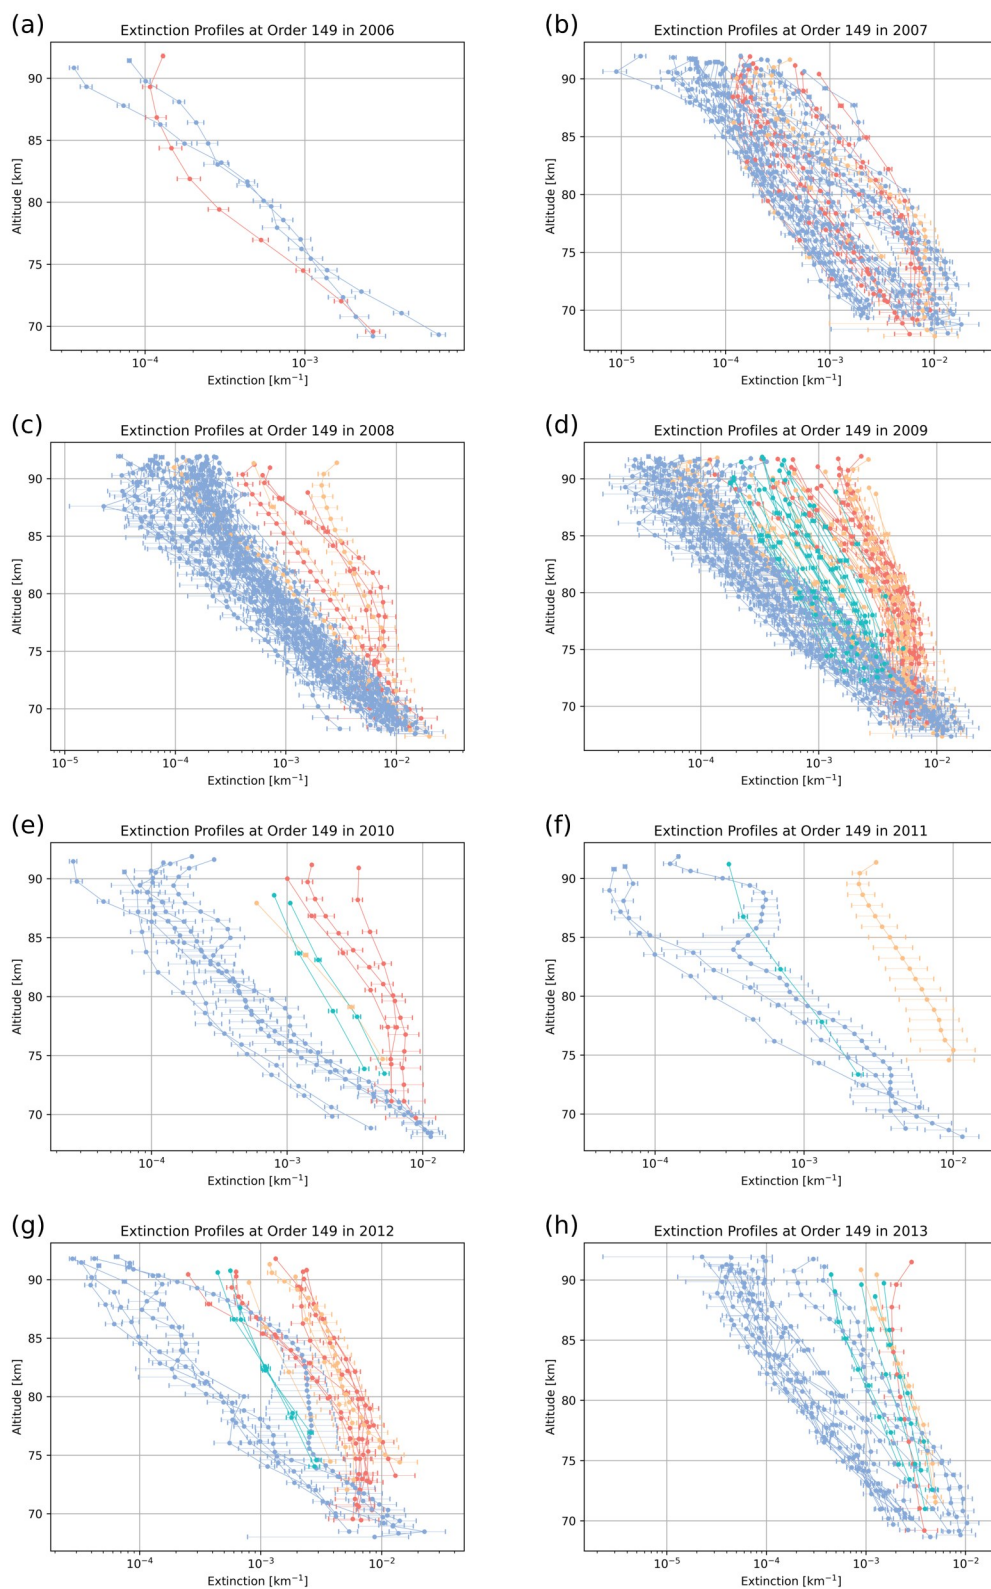 (a)
Extinction Profiles at Order 149 in 2006
Altitude [km]
90
85
80
75
70
10⁻⁴ 10⁻³
Extinction [km⁻¹]
(b)
Extinction Profiles at Order 149 in 2007
Altitude [km]
90
85
80
75
70
10⁻⁵ 10⁻⁴ 10⁻³ 10⁻²
Extinction [km⁻¹]
(c)
Extinction Profiles at Order 149 in 2008
Altitude [km]
90
85
80
75
70
10⁻⁵ 10⁻⁴ 10⁻³ 10⁻²
Extinction [km⁻¹]
(d)
Extinction Profiles at Order 149 in 2009
Altitude [km]
90
85
80
75
70
10⁻⁴ 10⁻³ 10⁻²
Extinction [km⁻¹]
(e)
Extinction Profiles at Order 149 in 2010
Altitude [km]
90
85
80
75
70
10⁻⁴ 10⁻³ 10⁻²
Extinction [km⁻¹]
(f)
Extinction Profiles at Order 149 in 2011
Altitude [km]
90
85
80
75
70
10⁻⁴ 10⁻³ 10⁻²
Extinction [km⁻¹]
(g)
Extinction Profiles at Order 149 in 2012
Altitude [km]
90
85
80
75
70
10⁻⁴ 10⁻³ 10⁻²
Extinction [km⁻¹]
(h)
Extinction Profiles at Order 149 in 2013
Altitude [km]
90
85
80
75
70
10⁻⁵ 10⁻⁴ 10⁻³ 10⁻²
Extinction [km⁻¹]